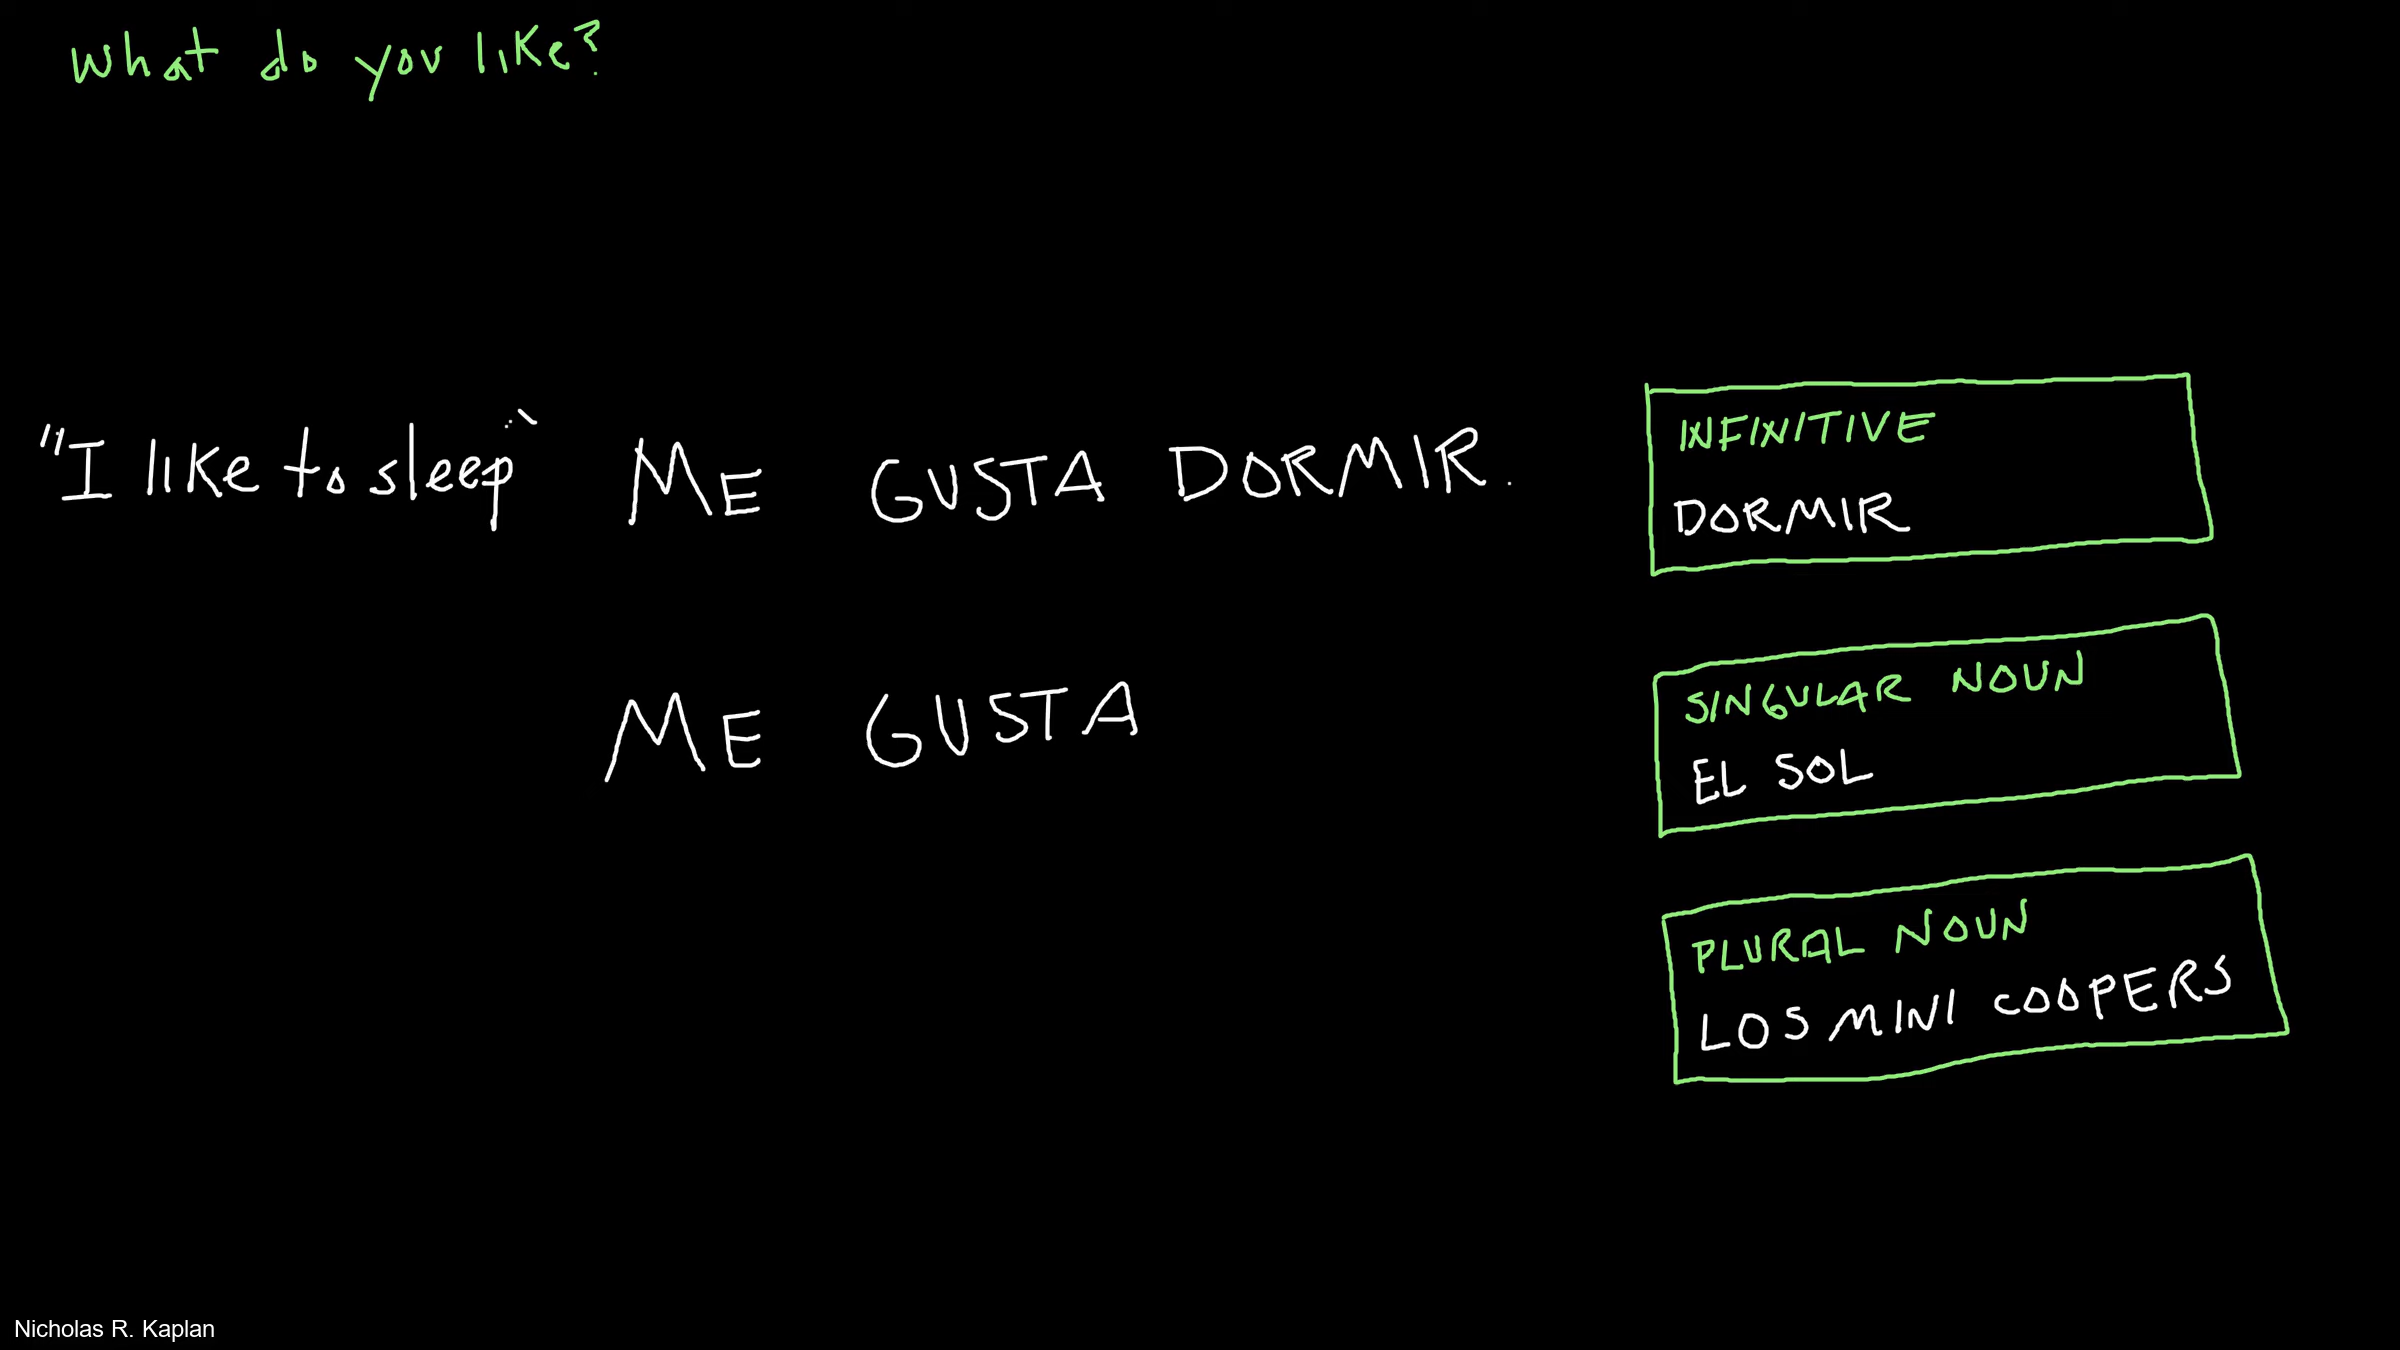 What do you like?
"I like to sleep" ME GUSTA DORMIR.
ME GUSTA
INFINITIVE
DORMIR
SINGULAR NOUN
EL SOL
PLURAL NOUN
LOS MINI COOPERS
Nicholas R. Kaplan